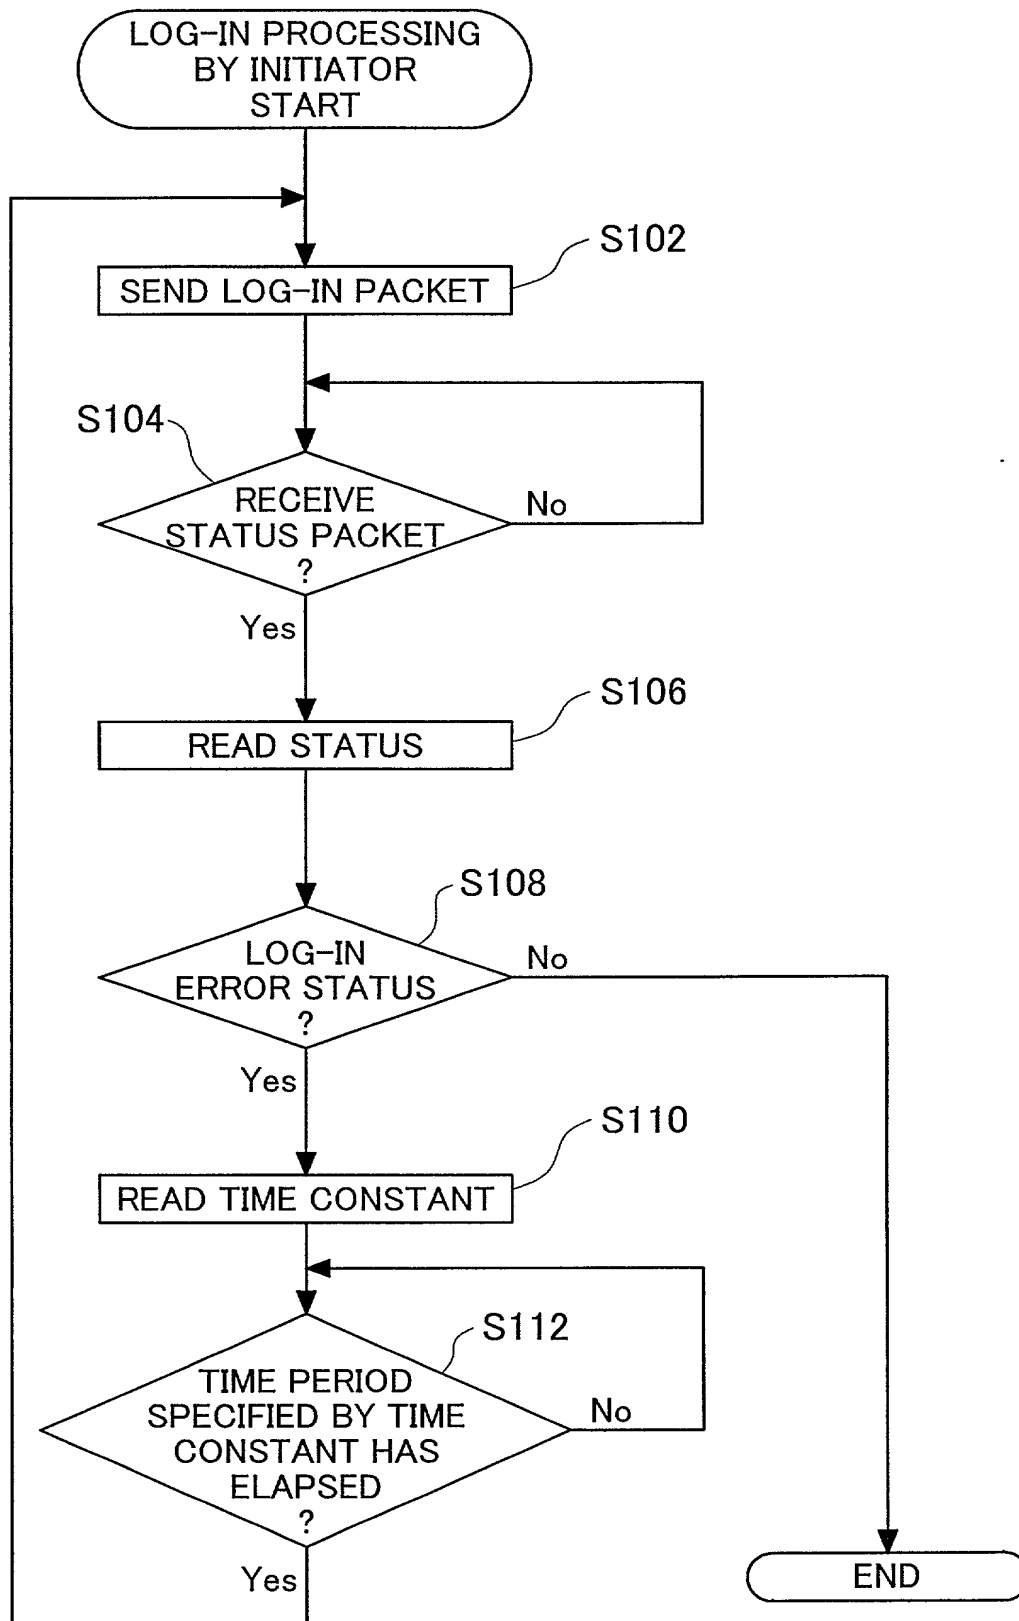 LOG-IN PROCESSING
BY INITIATOR
START
S102
SEND LOG-IN PACKET
S104
RECEIVE
STATUS PACKET
?
No
Yes
S106
READ STATUS
S108
LOG-IN
ERROR STATUS
?
No
Yes
S110
READ TIME CONSTANT
S112
TIME PERIOD
SPECIFIED BY TIME
CONSTANT HAS
ELAPSED
?
No
Yes
END